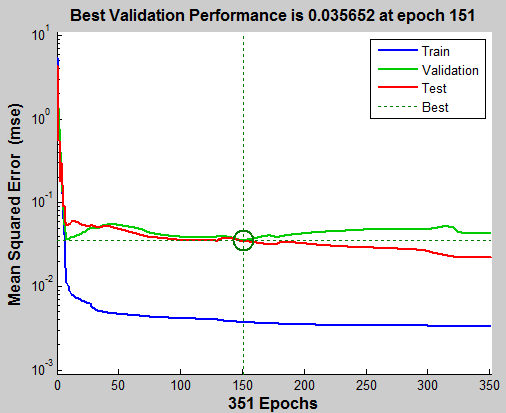 Best Validation Performance is 0.035652 at epoch 151
Mean Squared Error (mse)
10^1
10^0
10^-1
10^-2
10^-3
Train
Validation
Test
Best
0 50 100 150 200 250 300 350
351 Epochs